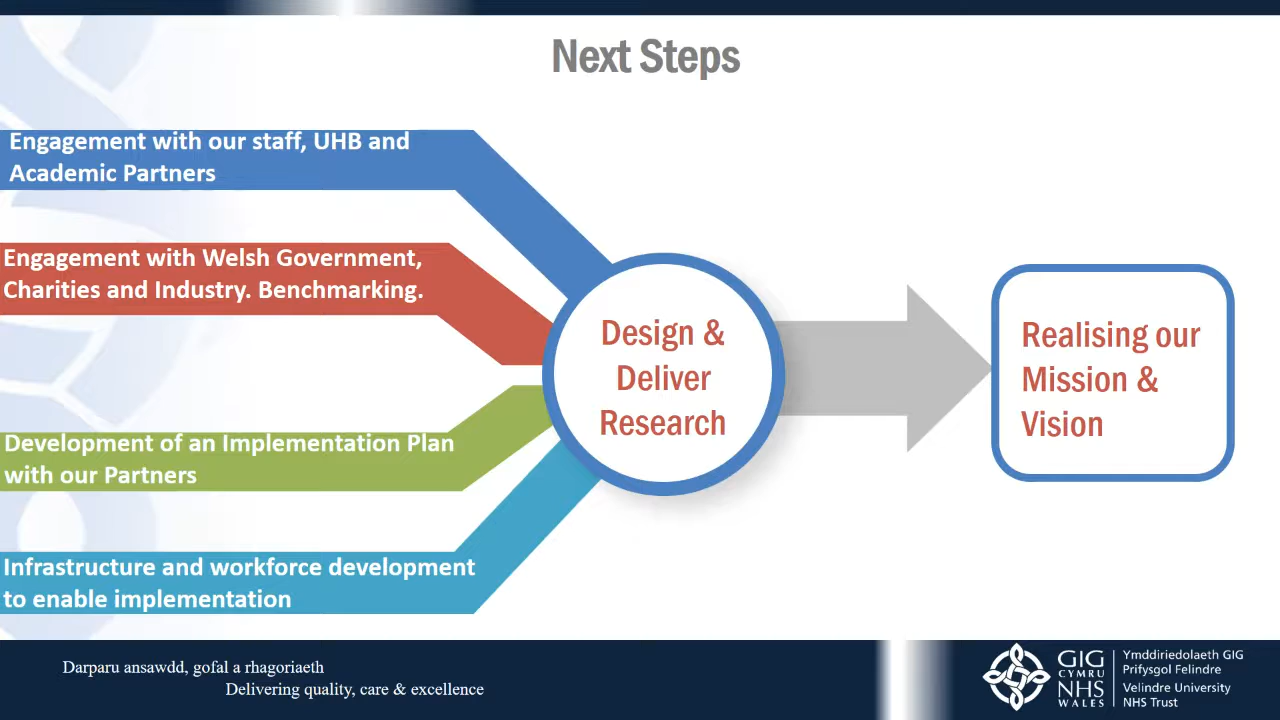 Next Steps
Engagement with our staff, UHB and
Academic Partners
Engagement with Welsh Government,
Charities and Industry. Benchmarking.
Development of an Implementation Plan
with our Partners
Infrastructure and workforce development
to enable implementation
Design &
Deliver
Research
Realising our
Mission &
Vision
Darparu ansawdd, gofal a rhagoriaeth
Delivering quality, care & excellence
GIG
CYMRU
NHS
WALES
Ymddiriedolaeth GIG
Prifysgol Felindre
Velindre University
NHS Trust